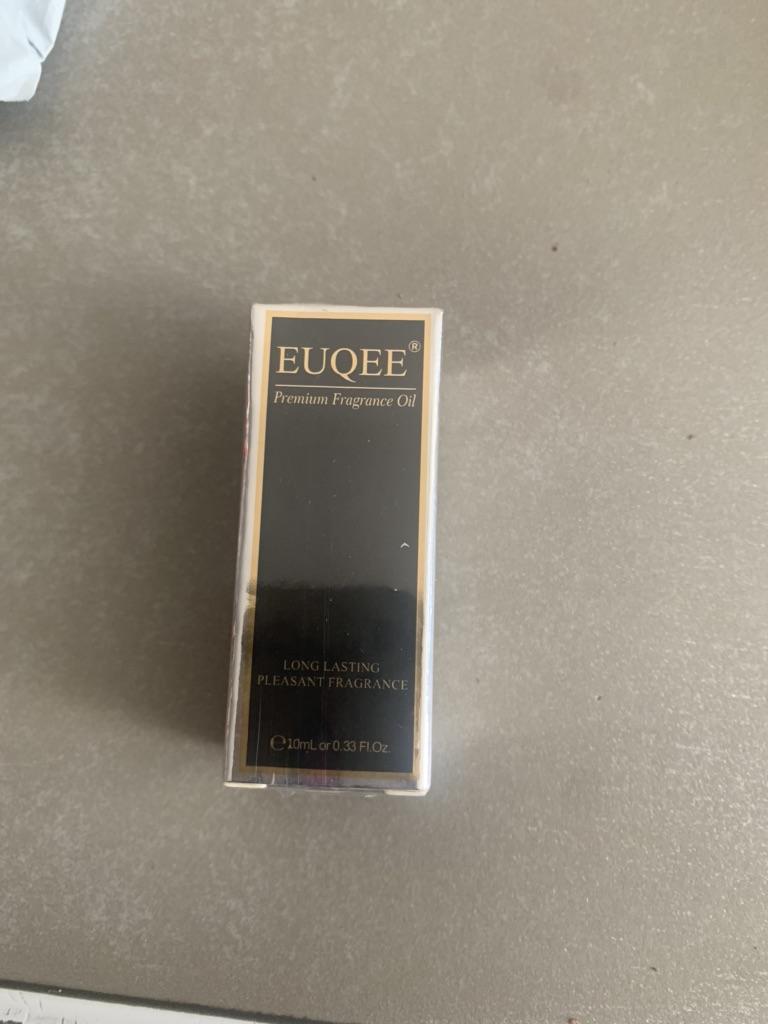 EUQEE®
Premium Fragrance Oil
LONG LASTING
PLEASANT FRAGRANCE
℮10mL or 0.33 Fl.Oz.